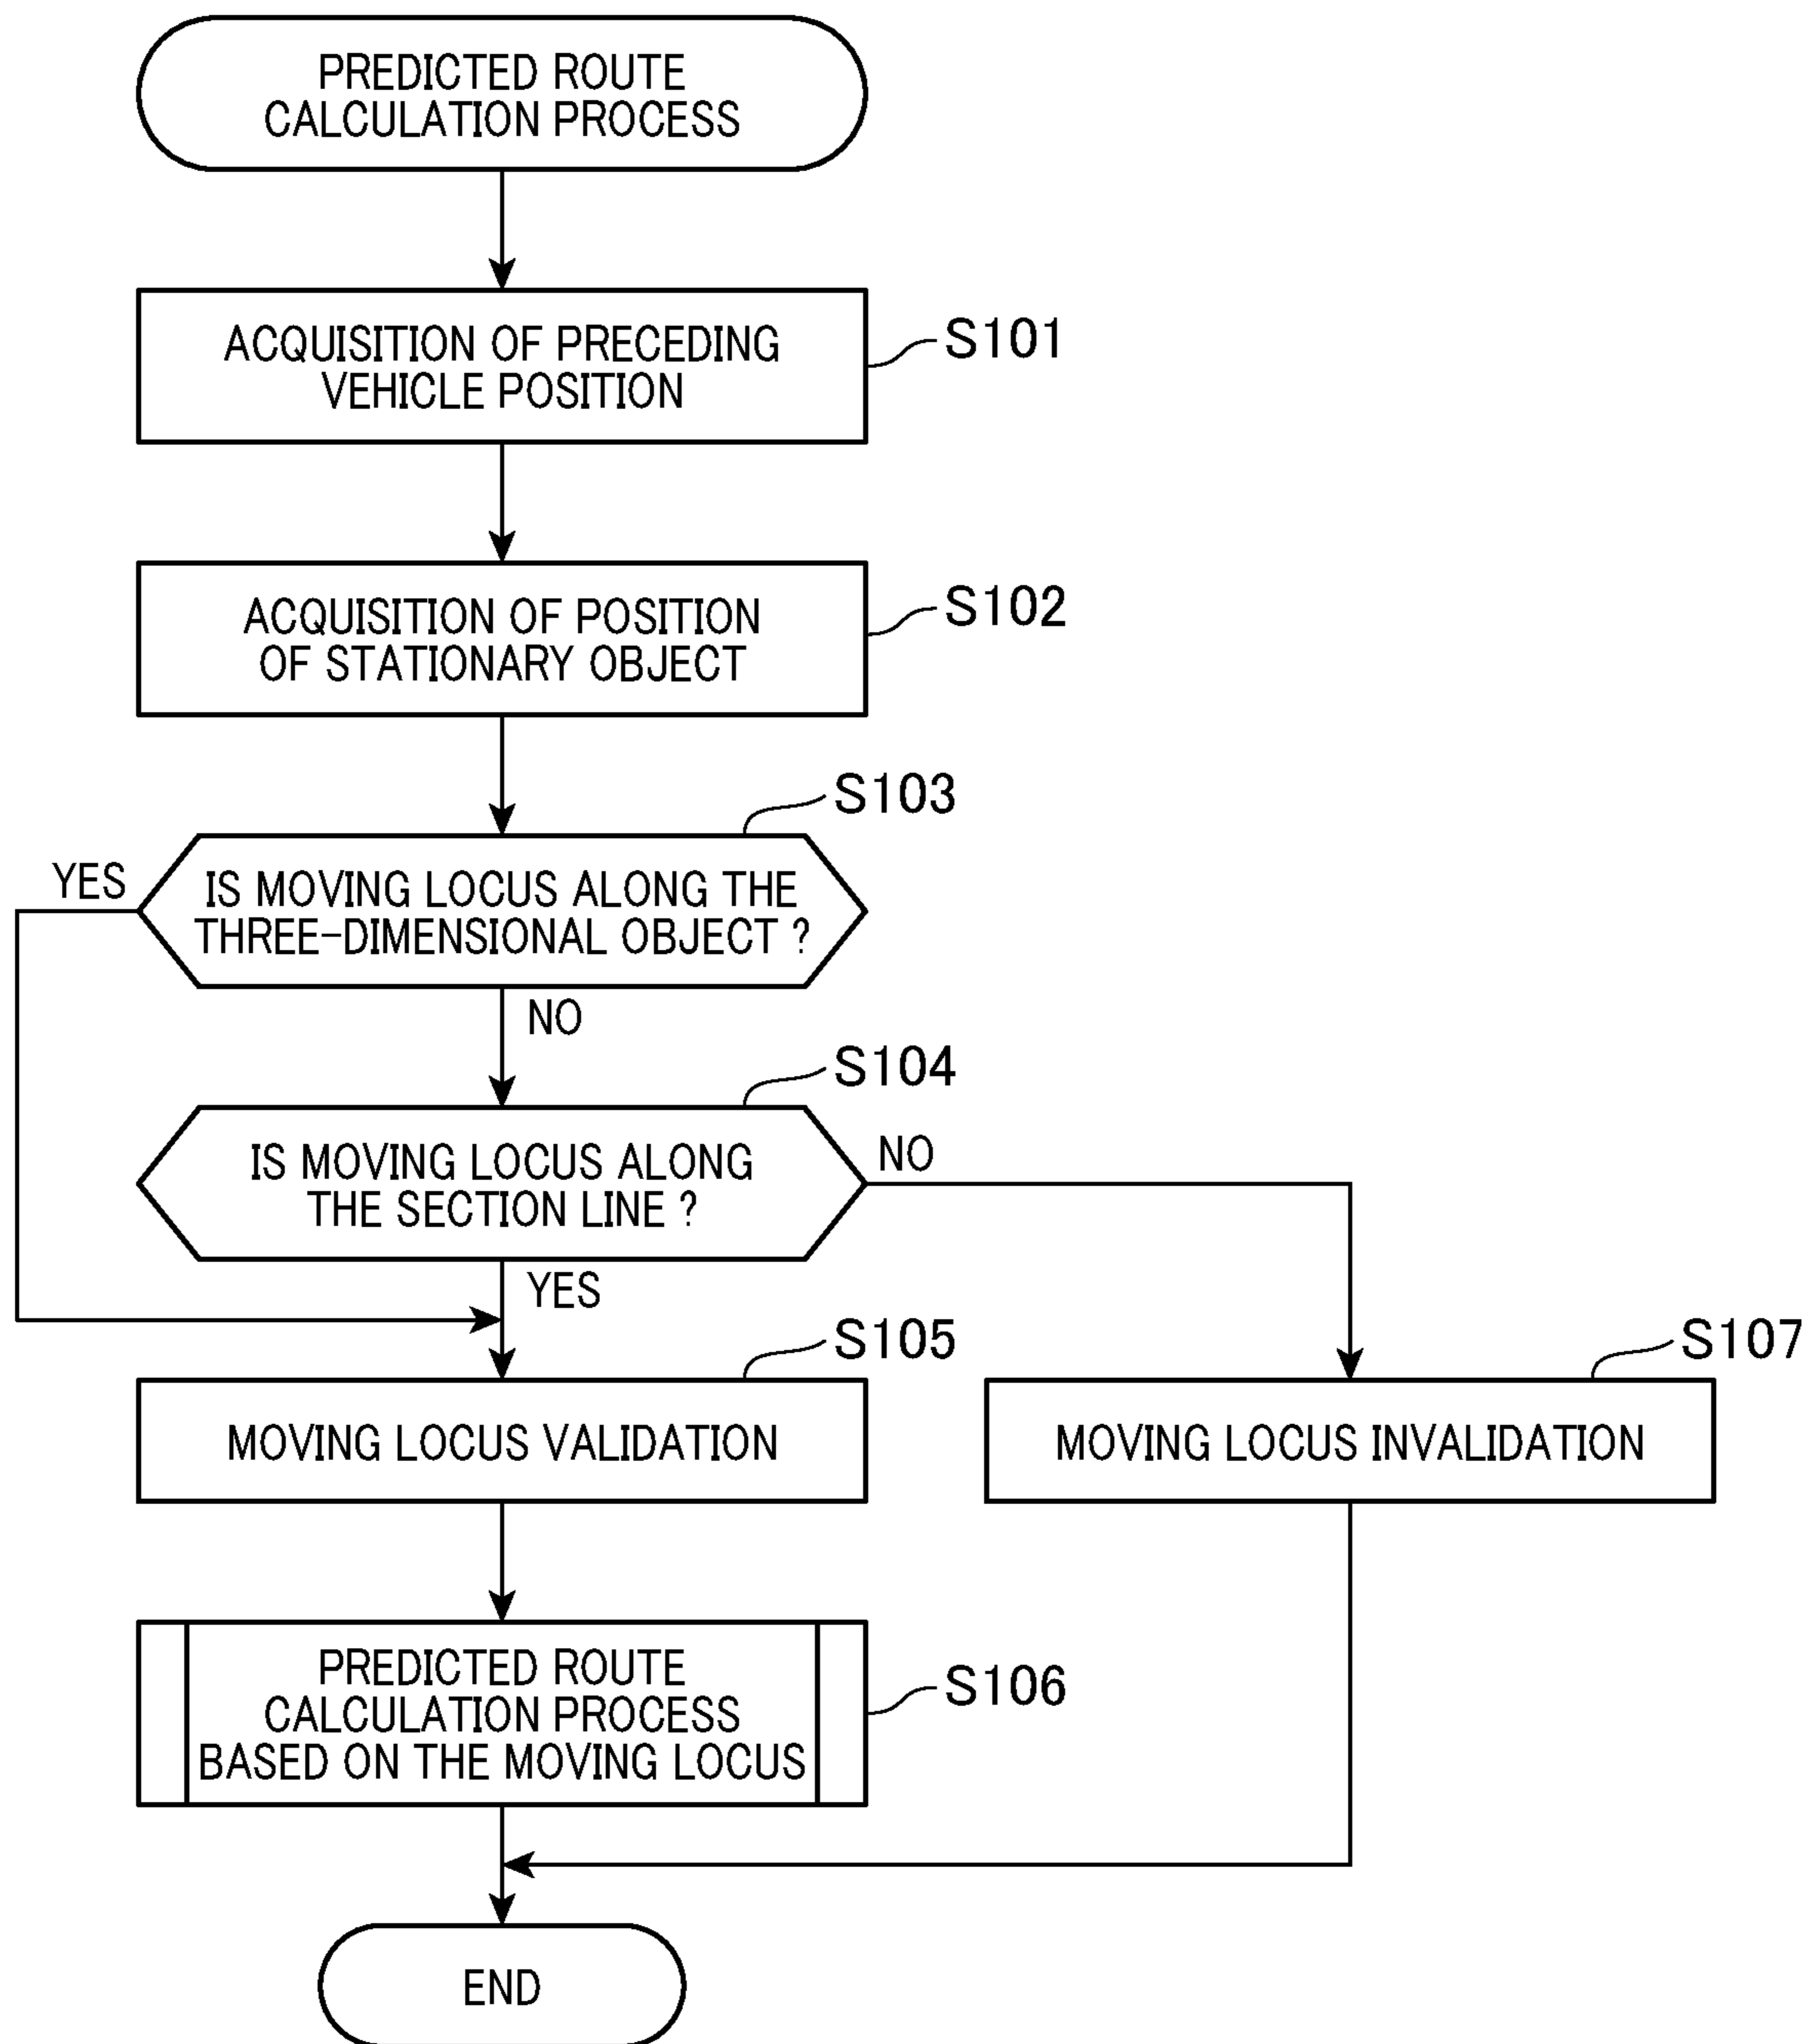 PREDICTED ROUTE
CALCULATION PROCESS
ACQUISITION OF PRECEDING
VEHICLE POSITION
S101
ACQUISITION OF POSITION
OF STATIONARY OBJECT
S102
S103
YES
IS MOVING LOCUS ALONG THE
THREE-DIMENSIONAL OBJECT ?
NO
S104
IS MOVING LOCUS ALONG
THE SECTION LINE ?
NO
YES
S105
MOVING LOCUS VALIDATION
S107
MOVING LOCUS INVALIDATION
PREDICTED ROUTE
CALCULATION PROCESS
BASED ON THE MOVING LOCUS
S106
END